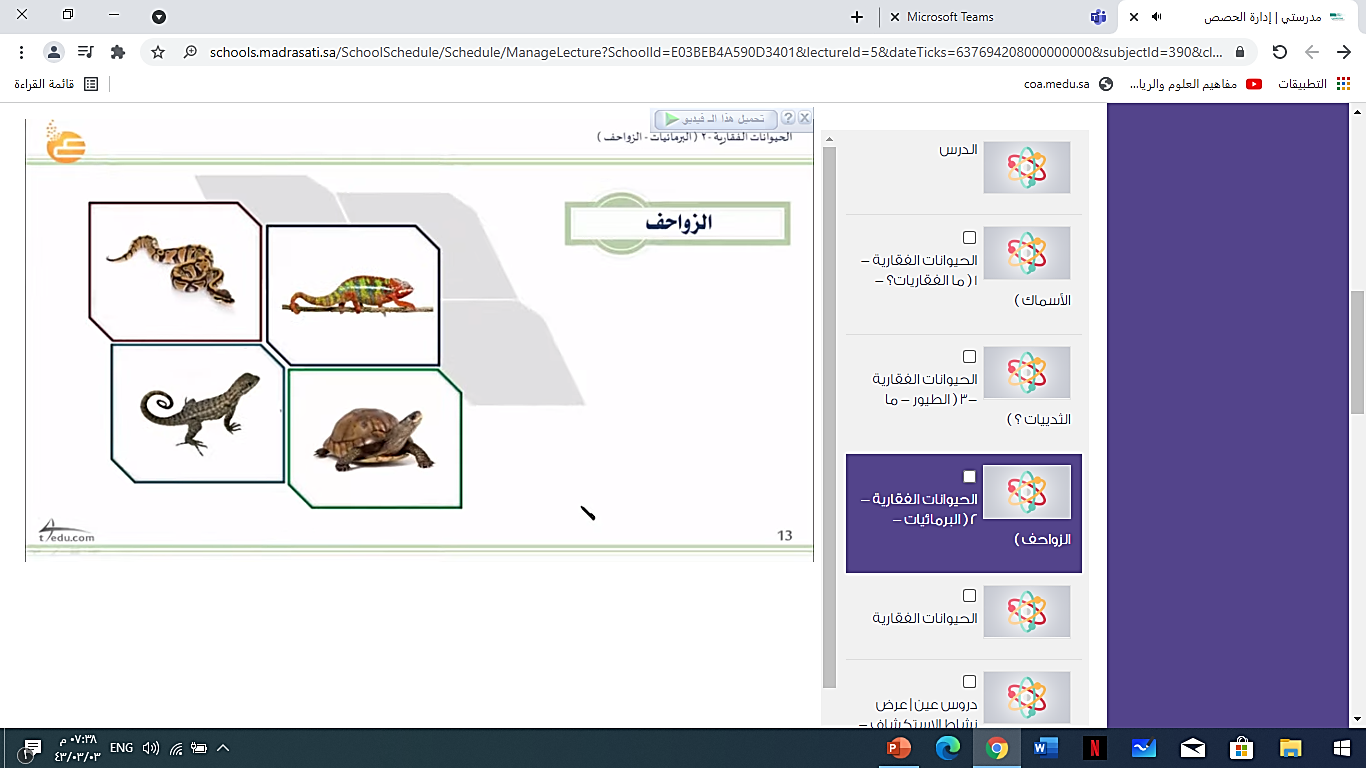 مدرستي | إدارة الحصص
Microsoft Teams
schools.madrasati.sa/SchoolSchedule/Schedule/ManageLecture?SchoolId=E03BEB4A590D3401&lectureId=5&dateTicks=637694208000000000&subjectId=390&cl...
التطبيقات
مفاهيم العلوم والريا...
coa.medu.sa
قائمة القراءة
تحميل هذا الـ فيديو
الحيوانات الفقارية -٢ ( البرمائيات - الزواحف )
الزواحف
t4edu.com
13
الدرس
الحيوانات الفقارية –
١ ( ما الفقاريات؟ –
الأسماك )
الحيوانات الفقارية
–٣ ( الطيور – ما
الثدييات ؟ )
الحيوانات الفقارية –
٢ ( البرمائيات –
الزواحف )
الحيوانات الفقارية
دروس عين | عرض
نشاط الاستكشاف –
ENG
٠٧:٣٨ م
٤٣/٠٣/٠٣